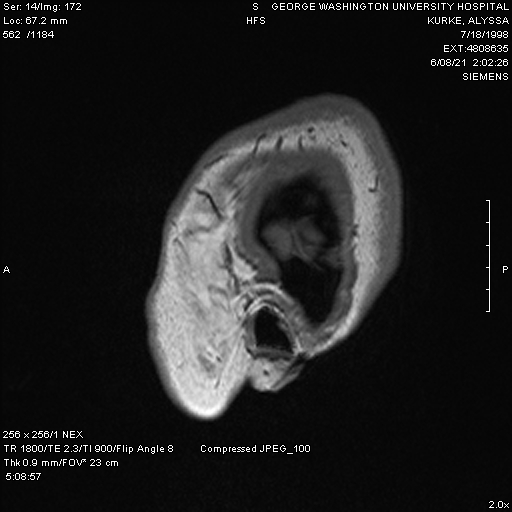 Ser: 14/Img: 172
Loc: 67.2 mm
562 /1184
S
HFS
GEORGE WASHINGTON UNIVERSITY HOSPITAL
KURKE, ALYSSA
7/18/1998
EXT:4808635
6/08/21 2:02:26
SIEMENS
A
P
256 x 256/1 NEX
TR 1800/TE 2.3/TI 900/Flip Angle 8
Compressed JPEG_100
Thk 0.9 mm/FOV* 23 cm
5:08:57
2.0x